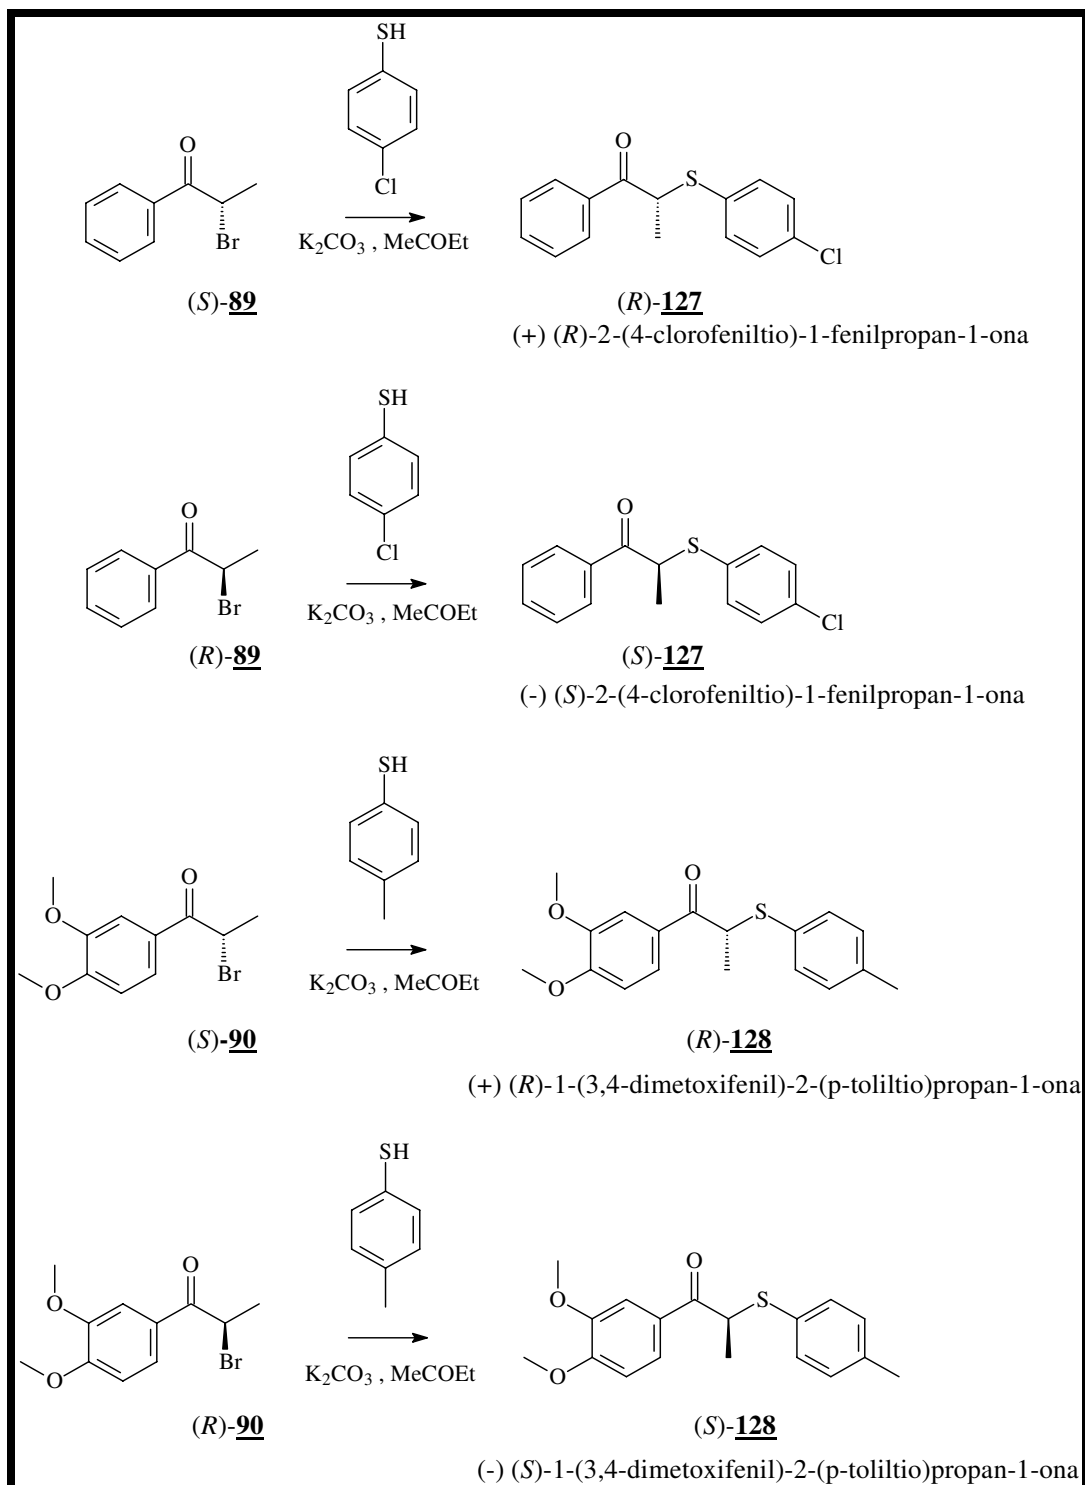 SH
Cl
O
Br
K2CO3 , MeCOEt
O
S
Cl
(S)-89
(R)-127
(+) (R)-2-(4-clorofeniltio)-1-fenilpropan-1-ona
SH
Cl
O
Br
K2CO3 , MeCOEt
O
S
Cl
(R)-89
(S)-127
(-) (S)-2-(4-clorofeniltio)-1-fenilpropan-1-ona
SH
O
O
O
Br
K2CO3 , MeCOEt
O
O
O
S
(S)-90
(R)-128
(+) (R)-1-(3,4-dimetoxifenil)-2-(p-toliltio)propan-1-ona
SH
O
O
O
Br
K2CO3 , MeCOEt
O
O
O
S
(R)-90
(S)-128
(-) (S)-1-(3,4-dimetoxifenil)-2-(p-toliltio)propan-1-ona